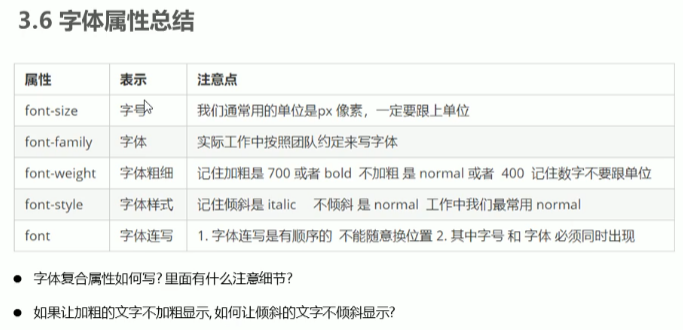 3.6 字体属性总结
属性 表示 注意点
font-size 字号 我们通常用的单位是px 像素，一定要跟上单位
font-family 字体 实际工作中按照团队约定来写字体
font-weight 字体粗细 记住加粗是 700 或者 bold 不加粗 是 normal 或者 400 记住数字不要跟单位
font-style 字体样式 记住倾斜是 italic 不倾斜 是 normal 工作中我们最常用 normal
font 字体连写 1. 字体连写是有顺序的 不能随意换位置 2. 其中字号 和 字体 必须同时出现
● 字体复合属性如何写? 里面有什么注意细节?
● 如果让加粗的文字不加粗显示, 如何让倾斜的文字不倾斜显示?